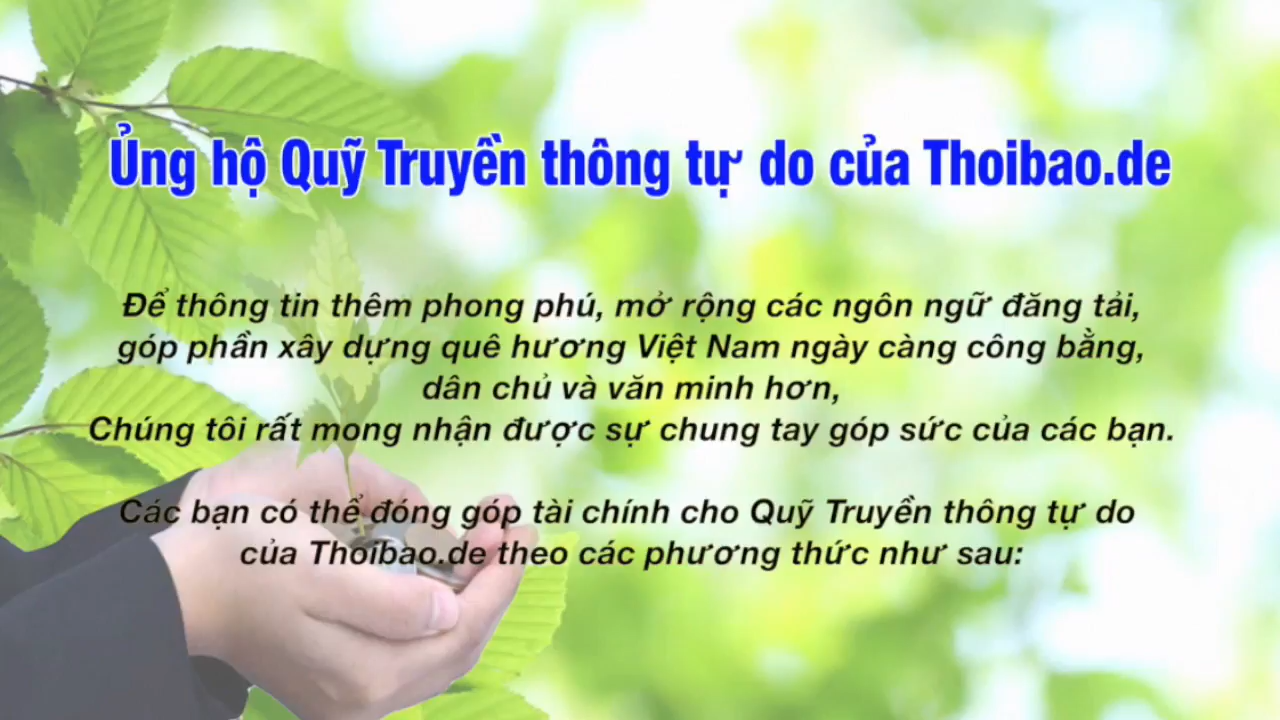 Ủng hộ Quỹ Truyền thông tự do của Thoibao.de
Để thông tin thêm phong phú, mở rộng các ngôn ngữ đăng tải,
góp phần xây dựng quê hương Việt Nam ngày càng công bằng,
dân chủ và văn minh hơn,
Chúng tôi rất mong nhận được sự chung tay góp sức của các bạn.
Các bạn có thể đóng góp tài chính cho Quỹ Truyền thông tự do
của Thoibao.de theo các phương thức như sau: